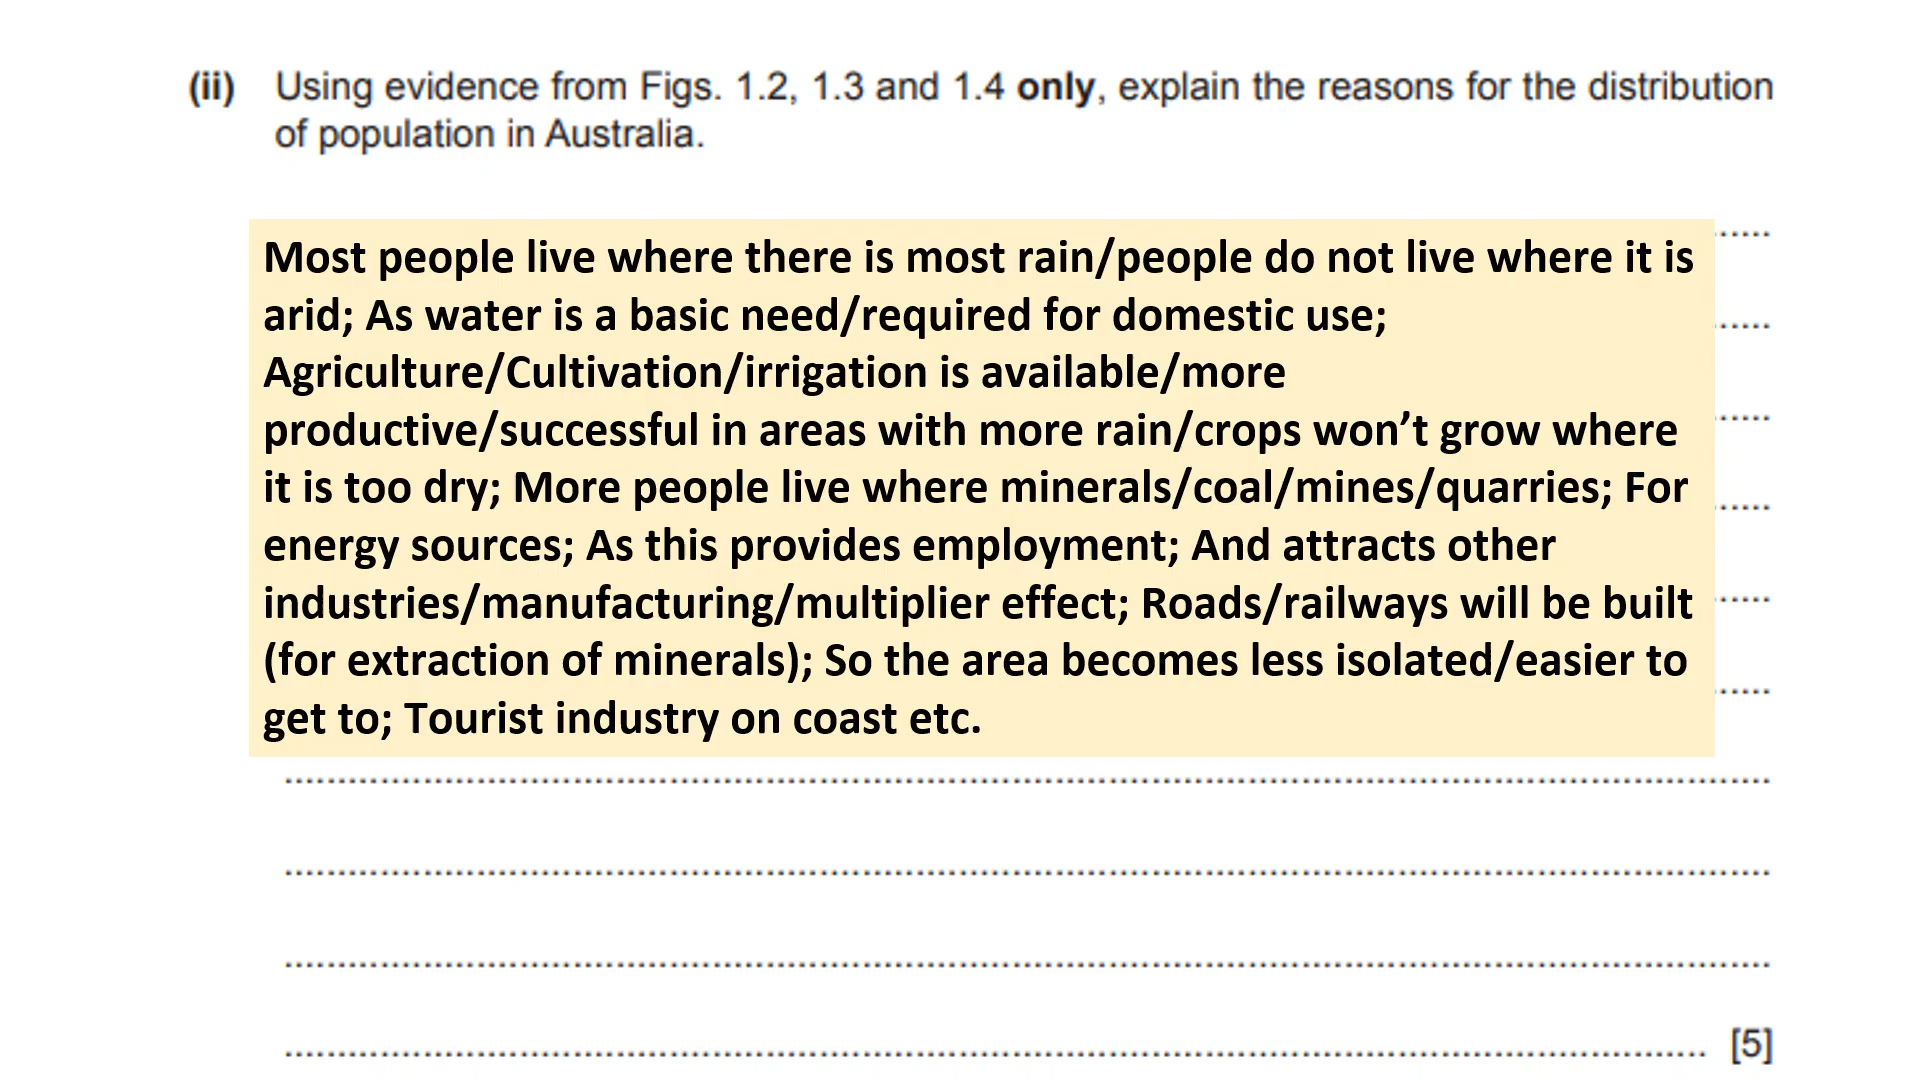 (ii) Using evidence from Figs. 1.2, 1.3 and 1.4 only, explain the reasons for the distribution
of population in Australia.
Most people live where there is most rain/people do not live where it is
arid; As water is a basic need/required for domestic use;
Agriculture/Cultivation/irrigation is available/more
productive/successful in areas with more rain/crops won’t grow where
it is too dry; More people live where minerals/coal/mines/quarries; For
energy sources; As this provides employment; And attracts other
industries/manufacturing/multiplier effect; Roads/railways will be built
(for extraction of minerals); So the area becomes less isolated/easier to
get to; Tourist industry on coast etc.
[5]